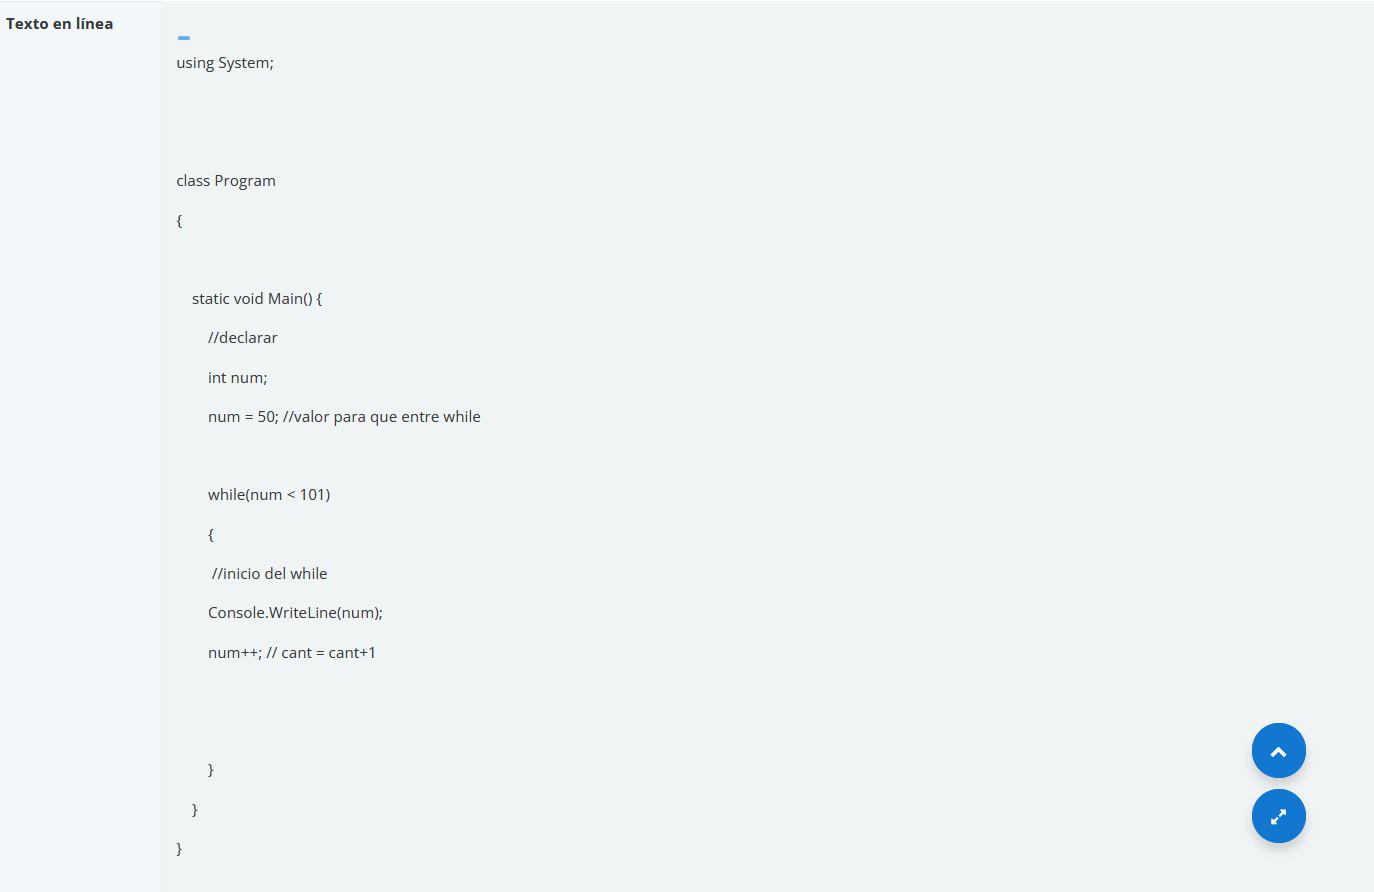 Texto en línea
using System;
class Program
{
static void Main() {
//declarar
int num;
num = 50; //valor para que entre while
while(num < 101)
{
//inicio del while
Console.WriteLine(num);
num++; // cant = cant+1
}
}
}